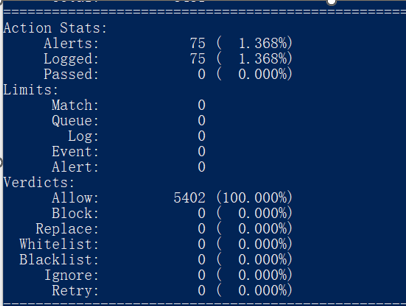 ===============================================
Action Stats:
Alerts: 75 ( 1.368%)
Logged: 75 ( 1.368%)
Passed: 0 ( 0.000%)
Limits:
Match: 0
Queue: 0
Log: 0
Event: 0
Alert: 0
Verdicts:
Allow: 5402 (100.000%)
Block: 0 ( 0.000%)
Replace: 0 ( 0.000%)
Whitelist: 0 ( 0.000%)
Blacklist: 0 ( 0.000%)
Ignore: 0 ( 0.000%)
Retry: 0 ( 0.000%)
===============================================